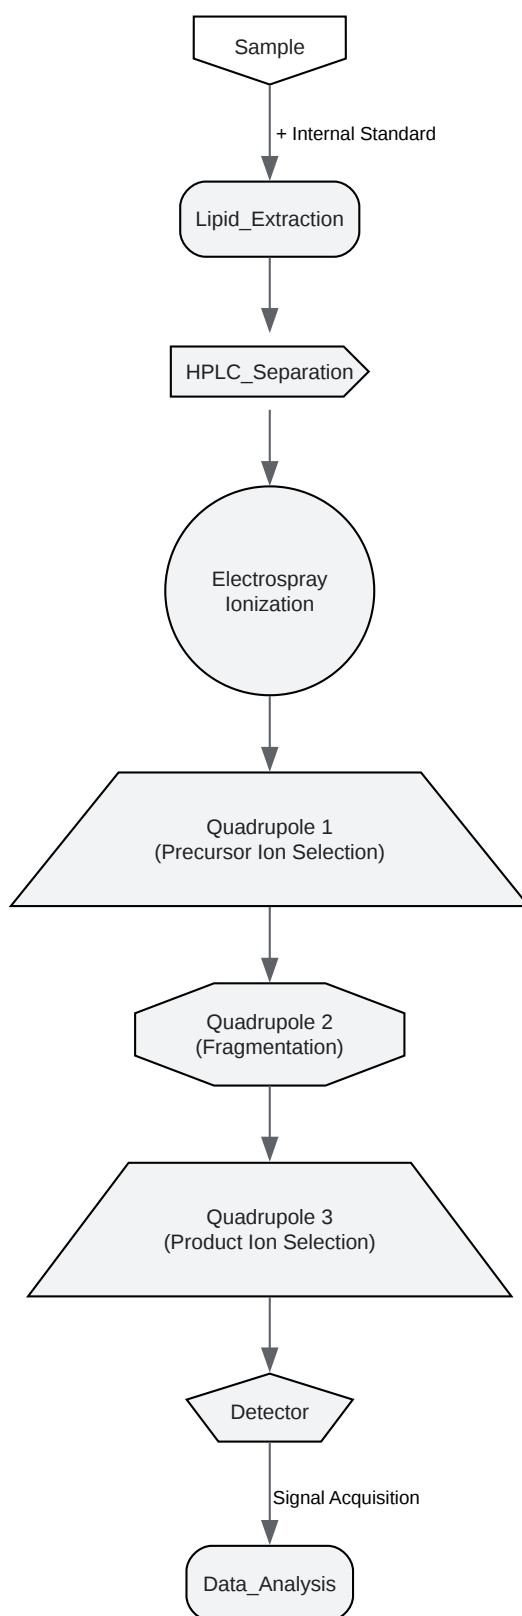 Sample
+ Internal Standard
Lipid_Extraction
HPLC_Separation
Electrospray
Ionization
Quadrupole 1
(Precursor Ion Selection)
Quadrupole 2
(Fragmentation)
Quadrupole 3
(Product Ion Selection)
Detector
Signal Acquisition
Data_Analysis